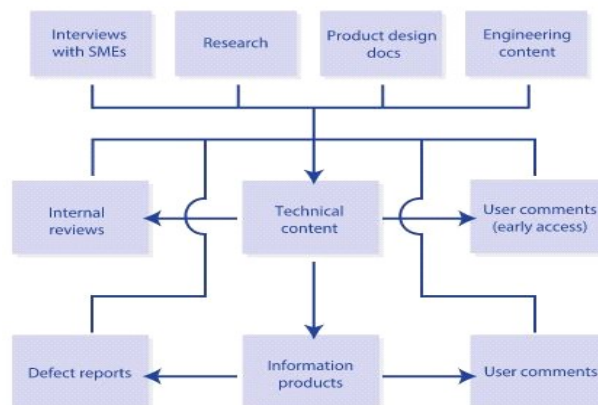 Interviews
with SMEs
Research
Product design
docs
Engineering
content
Internal
reviews
Technical
content
User comments
(early access)
Defect reports
Information
products
User comments